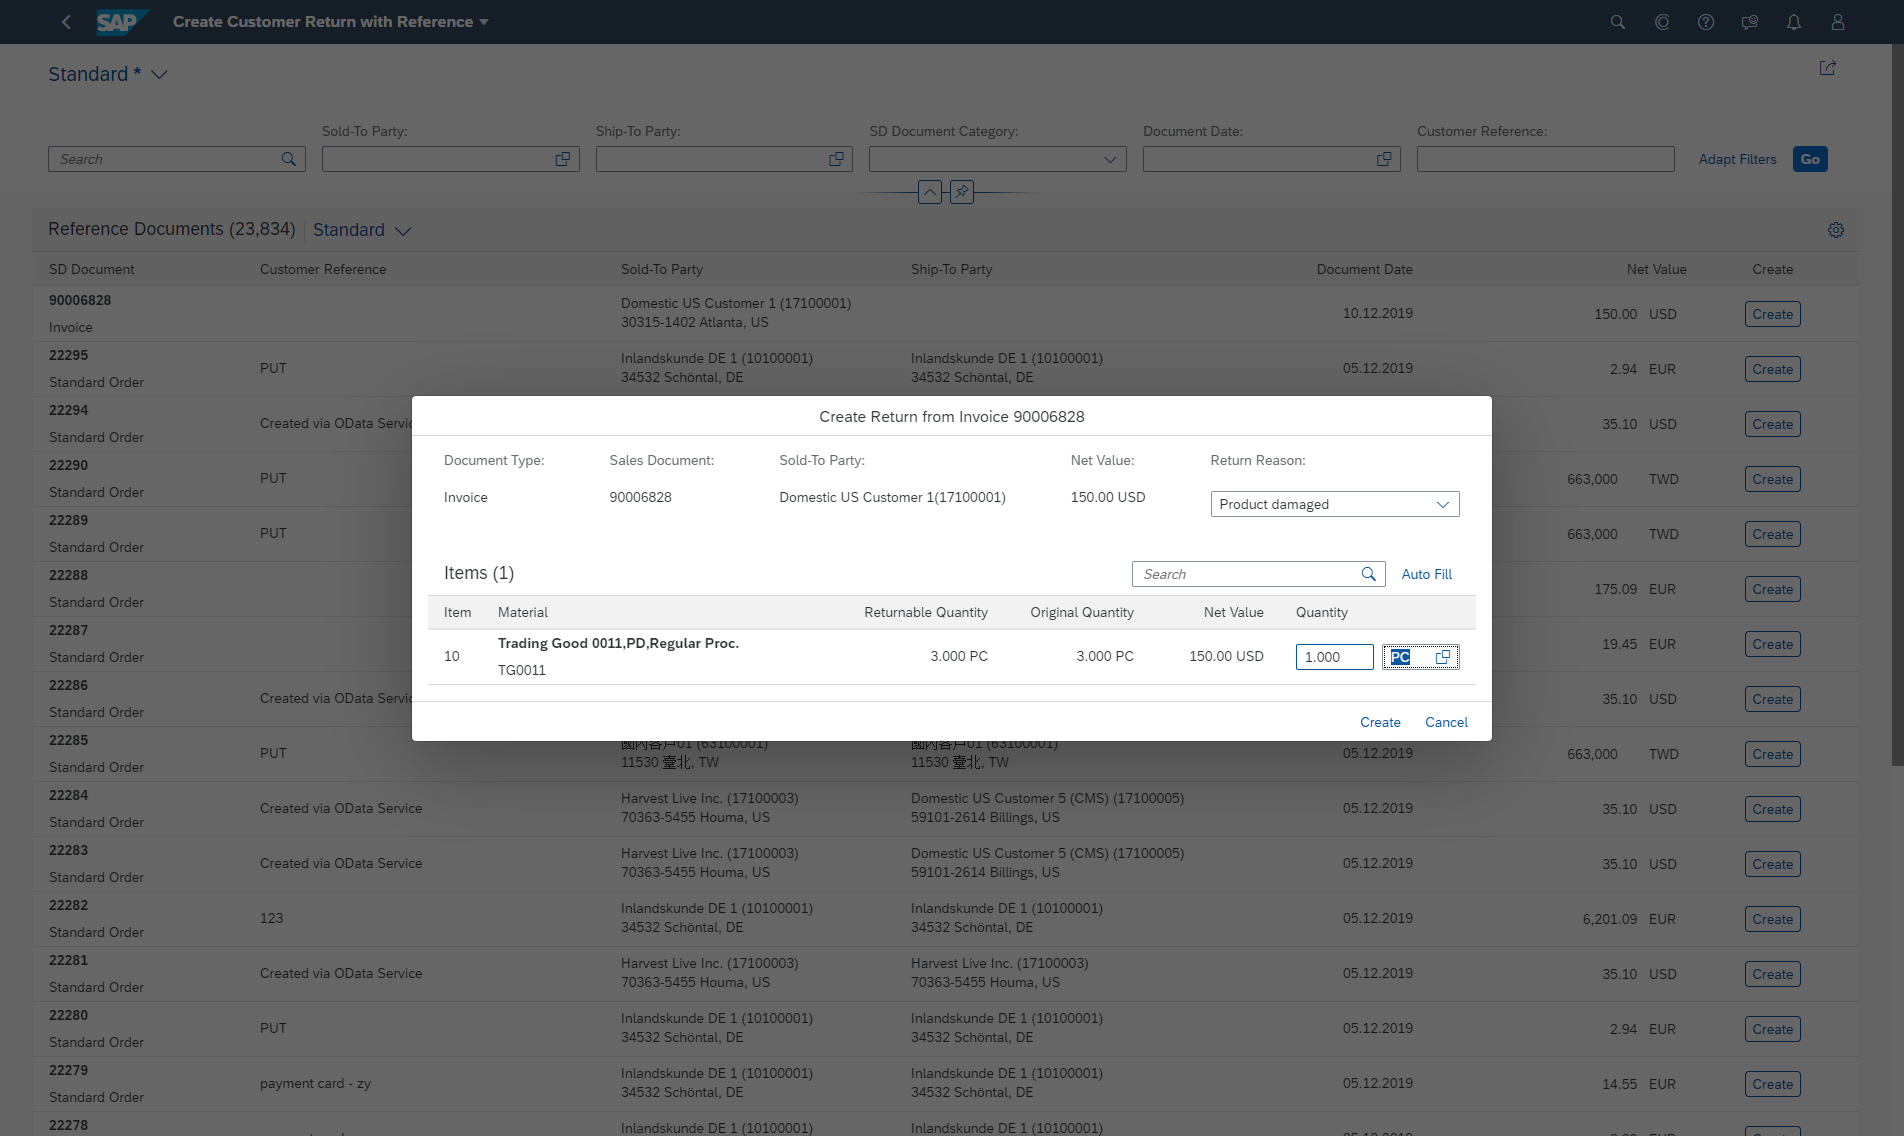 SAP Create Customer Return with Reference
Standard *
Sold-To Party: Ship-To Party: SD Document Category: Document Date: Customer Reference:
Search Adapt Filters Go
Reference Documents (23,834) Standard
SD Document Customer Reference Sold-To Party Ship-To Party Document Date Net Value Create
90006828
Invoice
Domestic US Customer 1 (17100001)
30315-1402 Atlanta, US
10.12.2019 150.00 USD Create
22295
Standard Order
PUT
Inlandskunde DE 1 (10100001)
34532 Schöntal, DE
Inlandskunde DE 1 (10100001)
34532 Schöntal, DE
05.12.2019 2.94 EUR Create
22294
Standard Order
Created via OData Servic
35.10 USD Create
22290
Standard Order
PUT
663,000 TWD Create
22289
Standard Order
PUT
663,000 TWD Create
22288
Standard Order
175.09 EUR Create
22287
Standard Order
19.45 EUR Create
22286
Standard Order
Created via OData Servic
35.10 USD Create
Create Return from Invoice 90006828
Document Type: Sales Document: Sold-To Party: Net Value: Return Reason:
Invoice 90006828 Domestic US Customer 1(17100001) 150.00 USD Product damaged
Items (1) Search Auto Fill
Item Material Returnable Quantity Original Quantity Net Value Quantity
10
Trading Good 0011,PD,Regular Proc.
TG0011
3.000 PC 3.000 PC 150.00 USD 1.000 PC
Create Cancel
22285
Standard Order
PUT
國內客戶01 (63100001)
11530 臺北, TW
國內客戶01 (63100001)
11530 臺北, TW
05.12.2019 663,000 TWD Create
22284
Standard Order
Created via OData Service
Harvest Live Inc. (17100003)
70363-5455 Houma, US
Domestic US Customer 5 (CMS) (17100005)
59101-2614 Billings, US
05.12.2019 35.10 USD Create
22283
Standard Order
Created via OData Service
Harvest Live Inc. (17100003)
70363-5455 Houma, US
Domestic US Customer 5 (CMS) (17100005)
59101-2614 Billings, US
05.12.2019 35.10 USD Create
22282
Standard Order
123
Inlandskunde DE 1 (10100001)
34532 Schöntal, DE
Inlandskunde DE 1 (10100001)
34532 Schöntal, DE
05.12.2019 6,201.09 EUR Create
22281
Standard Order
Created via OData Service
Harvest Live Inc. (17100003)
70363-5455 Houma, US
Harvest Live Inc. (17100003)
70363-5455 Houma, US
05.12.2019 35.10 USD Create
22280
Standard Order
PUT
Inlandskunde DE 1 (10100001)
34532 Schöntal, DE
Inlandskunde DE 1 (10100001)
34532 Schöntal, DE
05.12.2019 2.94 EUR Create
22279
Standard Order
payment card - zy
Inlandskunde DE 1 (10100001)
34532 Schöntal, DE
Inlandskunde DE 1 (10100001)
34532 Schöntal, DE
05.12.2019 14.55 EUR Create
22278
Inlandskunde DE 1 (10100001)
Inlandskunde DE 1 (10100001)